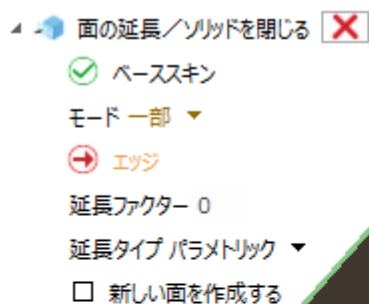 面の延長／ソリッドを閉じる
ベーススキン
モード 一部
エッジ
延長ファクター 0
延長タイプ パラメトリック
新しい面を作成する